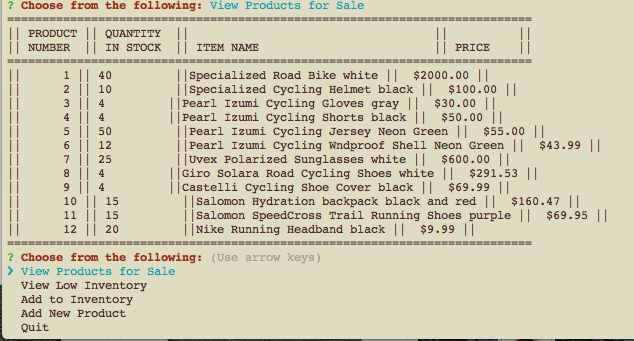 ? Choose from the following: View Products for Sale
===========================================================================
|| PRODUCT || QUANTITY || || ||
|| NUMBER || IN STOCK || ITEM NAME || PRICE ||
===========================================================================
|| 1 || 40 ||Specialized Road Bike white || $2000.00 ||
|| 2 || 10 ||Specialized Cycling Helmet black || $100.00 ||
|| 3 || 4 ||Pearl Izumi Cycling Gloves gray || $30.00 ||
|| 4 || 4 ||Pearl Izumi Cycling Shorts black || $50.00 ||
|| 5 || 50 ||Pearl Izumi Cycling Jersey Neon Green || $55.00 ||
|| 6 || 12 ||Pearl Izumi Cycling Wndproof Shell Neon Green || $43.99 ||
|| 7 || 25 ||Uvex Polarized Sunglasses white || $600.00 ||
|| 8 || 4 ||Giro Solara Road Cycling Shoes white || $291.53 ||
|| 9 || 4 ||Castelli Cycling Shoe Cover black || $69.99 ||
|| 10 || 15 ||Salomon Hydration backpack black and red || $160.47 ||
|| 11 || 15 ||Salomon SpeedCross Trail Running Shoes purple || $69.95 ||
|| 12 || 20 ||Nike Running Headband black || $9.99 ||
===========================================================================
? Choose from the following: (Use arrow keys)
❯ View Products for Sale
View Low Inventory
Add to Inventory
Add New Product
Quit